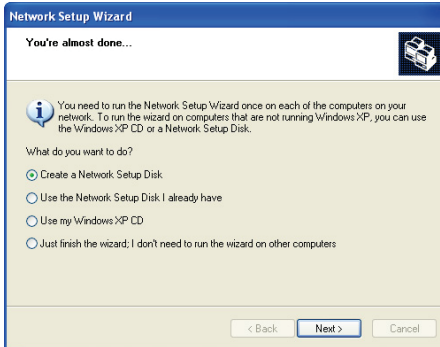 Network Setup Wizard
You're almost done...
You need to run the Network Setup Wizard once on each of the computers on your
network. To run the wizard on computers that are not running Windows XP, you can use
the Windows XP CD or a Network Setup Disk.
What do you want to do?
Create a Network Setup Disk
Use the Network Setup Disk I already have
Use my Windows XP CD
Just finish the wizard; I don't need to run the wizard on other computers
< Back Next > Cancel